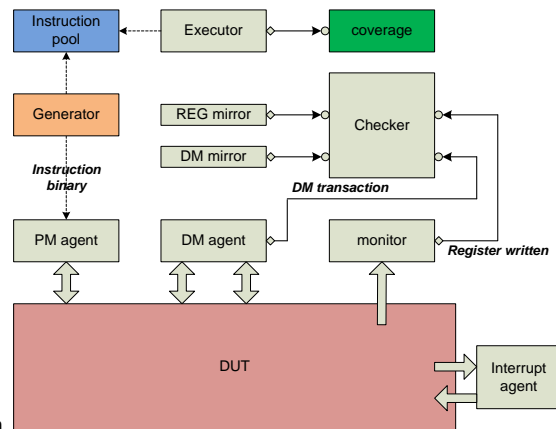 Instruction
pool
Executor
coverage
Generator
REG mirror
Checker
DM mirror
Instruction
binary
DM transaction
PM agent
DM agent
monitor
Register written
DUT
Interrupt
agent